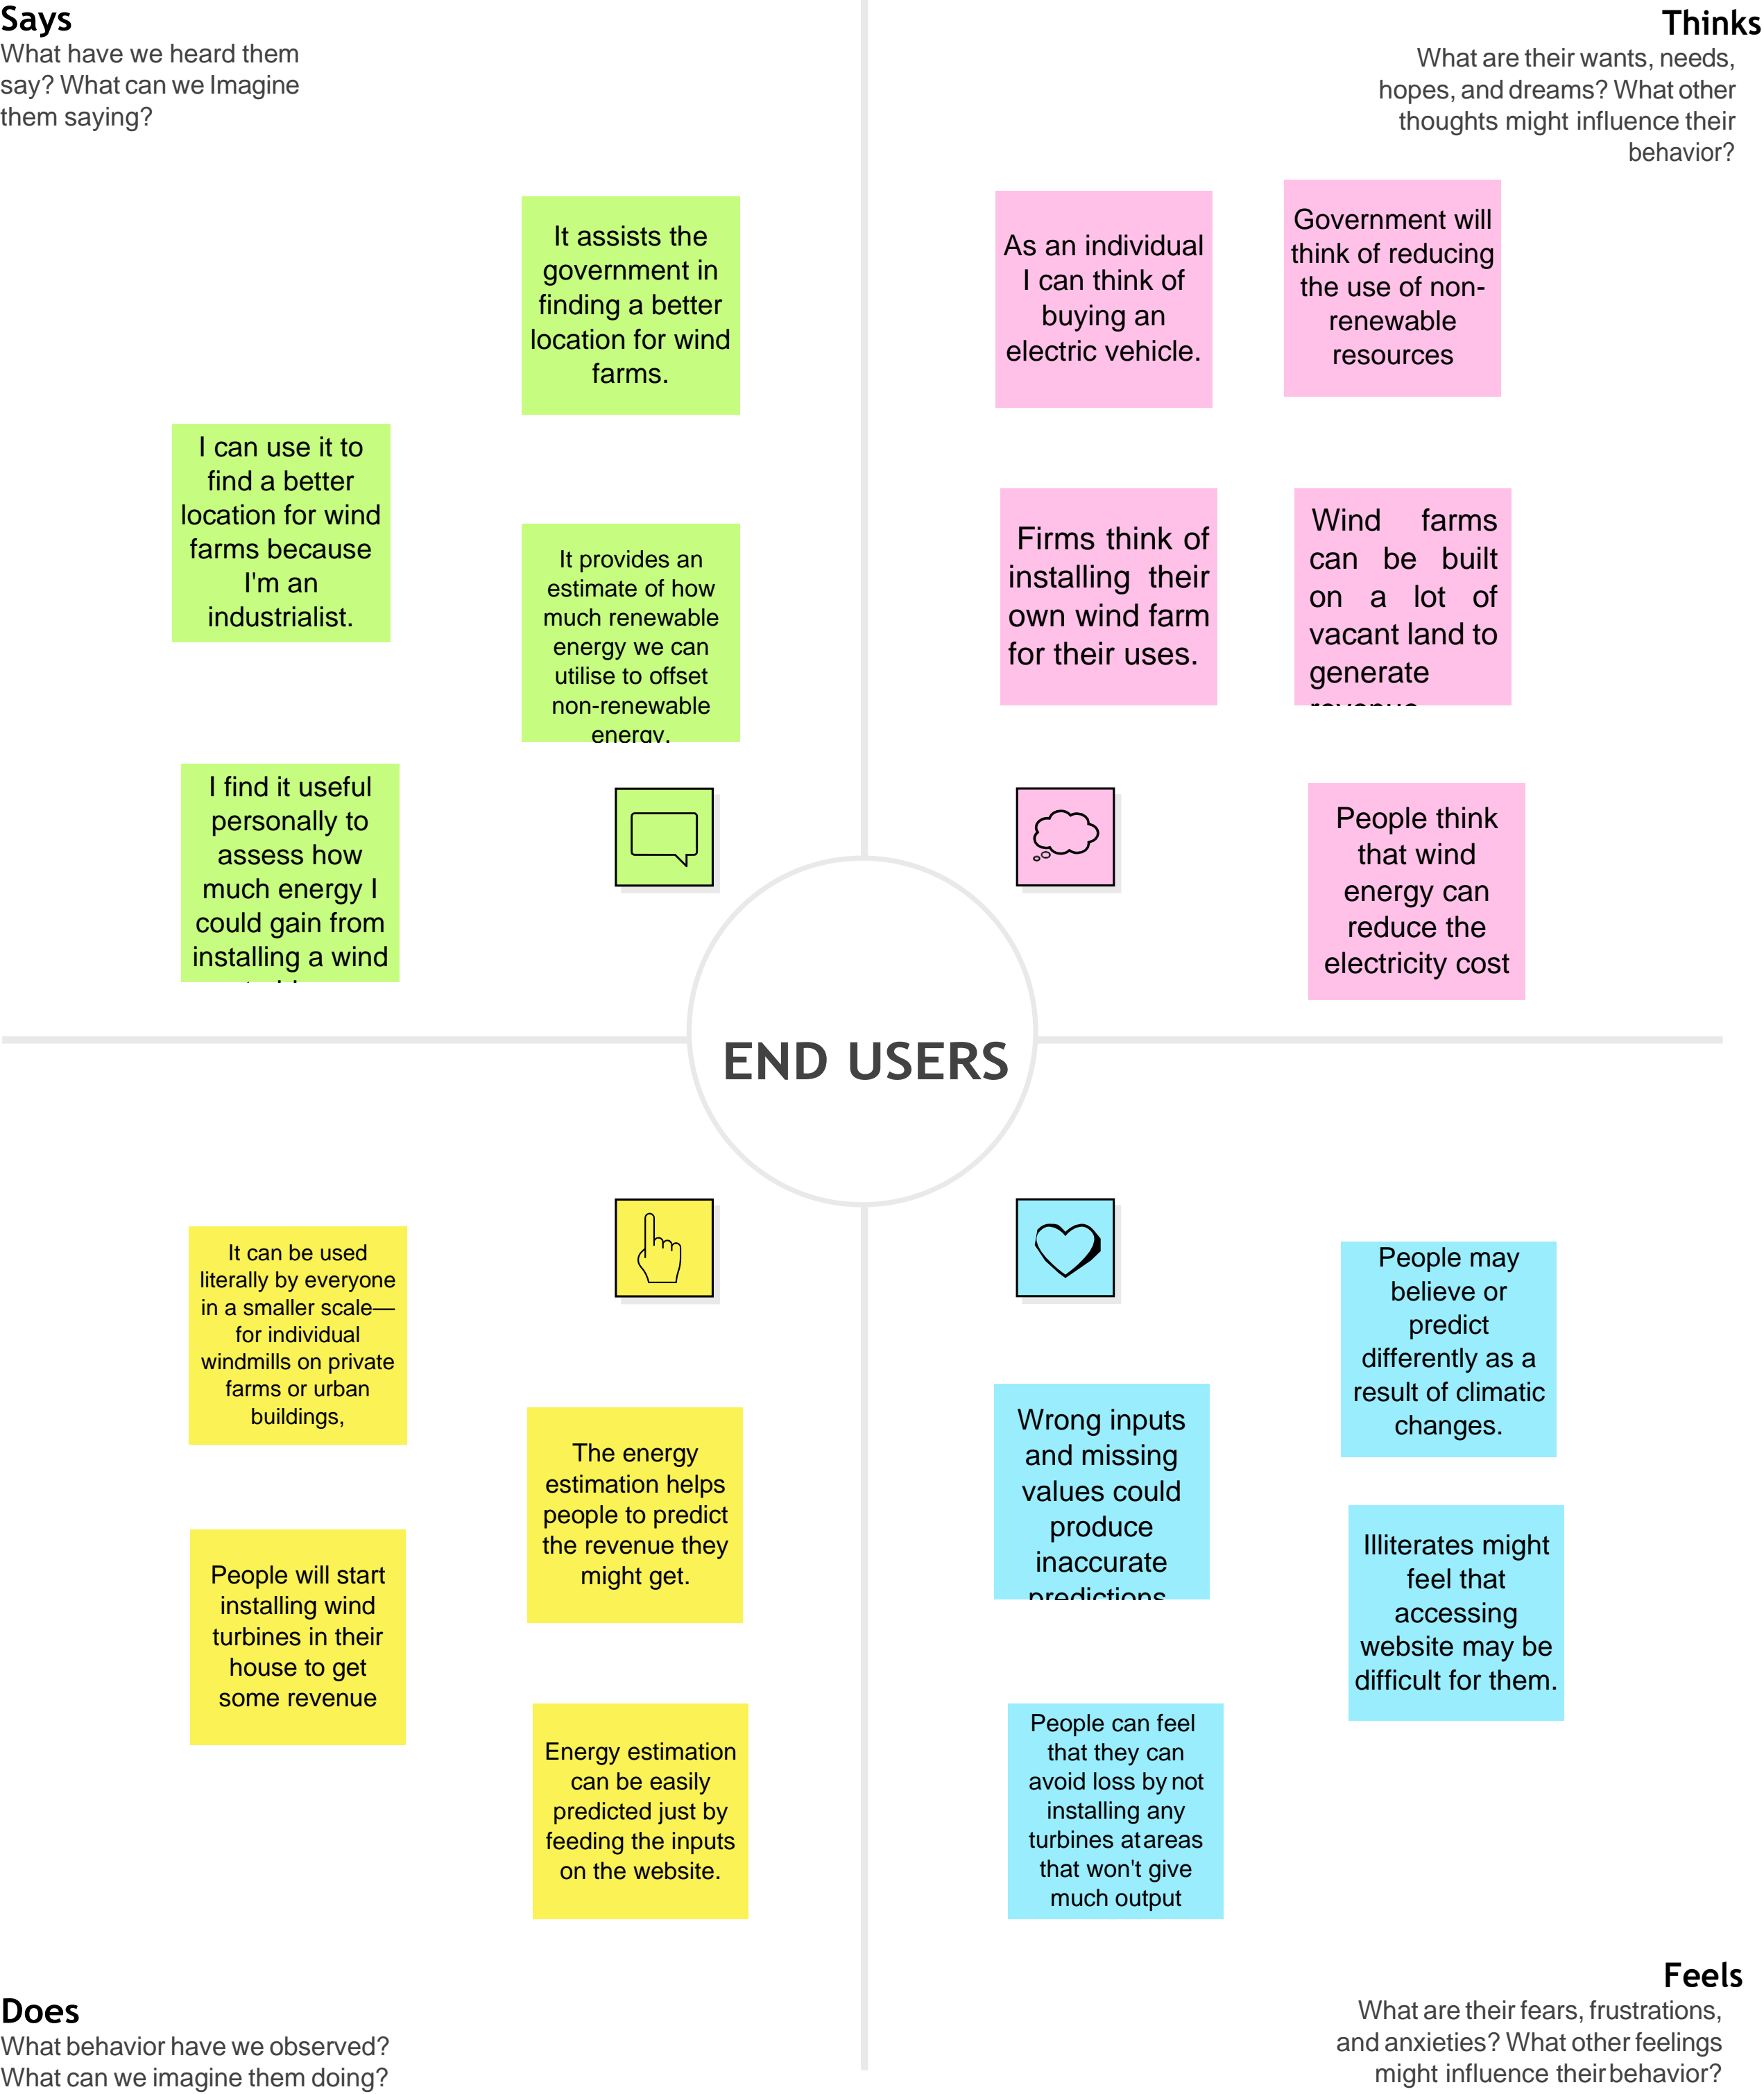 Says
What have we heard them
say? What can we Imagine
them saying?
It assists the
government in
finding a better
location for wind
farms.
I can use it to
find a better
location for wind
farms because
I'm an
industrialist.
It provides an
estimate of how
much renewable
energy we can
utilise to offset
non-renewable
energy.
I find it useful
personally to
assess how
much energy I
could gain from
installing a wind
Thinks
What are their wants, needs,
hopes, and dreams? What other
thoughts might influence their
behavior?
As an individual
I can think of
buying an
electric vehicle.
Government will
think of reducing
the use of non-
renewable
resources
Firms think of
installing their
own wind farm
for their uses.
Wind farms
can be built
on a lot of
vacant land to
generate
revenue
People think
that wind
energy can
reduce the
electricity cost
END USERS
It can be used
literally by everyone
in a smaller scale—
for individual
windmills on private
farms or urban
buildings,
The energy
estimation helps
people to predict
the revenue they
might get.
People will start
installing wind
turbines in their
house to get
some revenue
Energy estimation
can be easily
predicted just by
feeding the inputs
on the website.
Does
What behavior have we observed?
What can we imagine them doing?
People may
believe or
predict
differently as a
result of climatic
changes.
Wrong inputs
and missing
values could
produce
inaccurate
predictions
Illiterates might
feel that
accessing
website may be
difficult for them.
People can feel
that they can
avoid loss by not
installing any
turbines at areas
that won't give
much output
Feels
What are their fears, frustrations,
and anxieties? What other feelings
might influence their behavior?